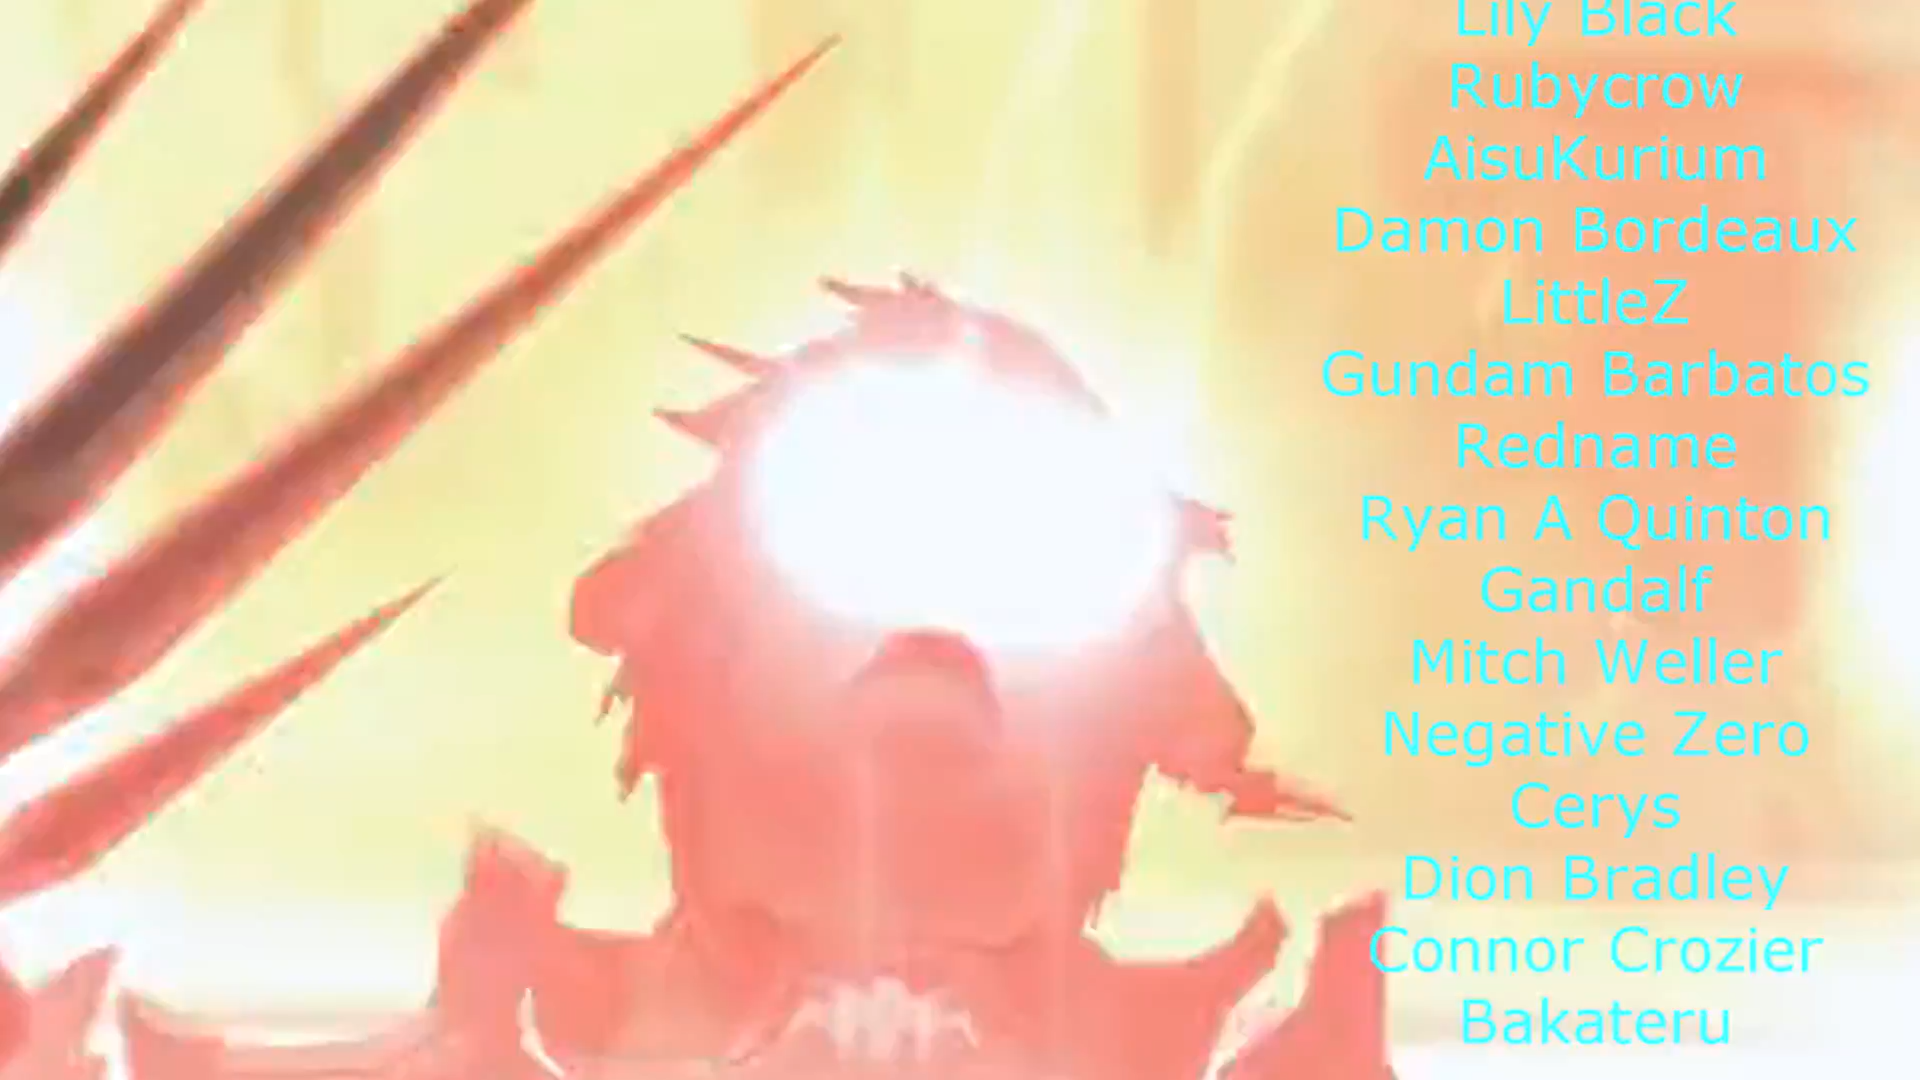 Lily Black
Rubycrow
AisuKurium
Damon Bordeaux
LittleZ
Gundam Barbatos
Redname
Ryan A Quinton
Gandalf
Mitch Weller
Negative Zero
Cerys
Dion Bradley
Connor Crozier
Bakateru